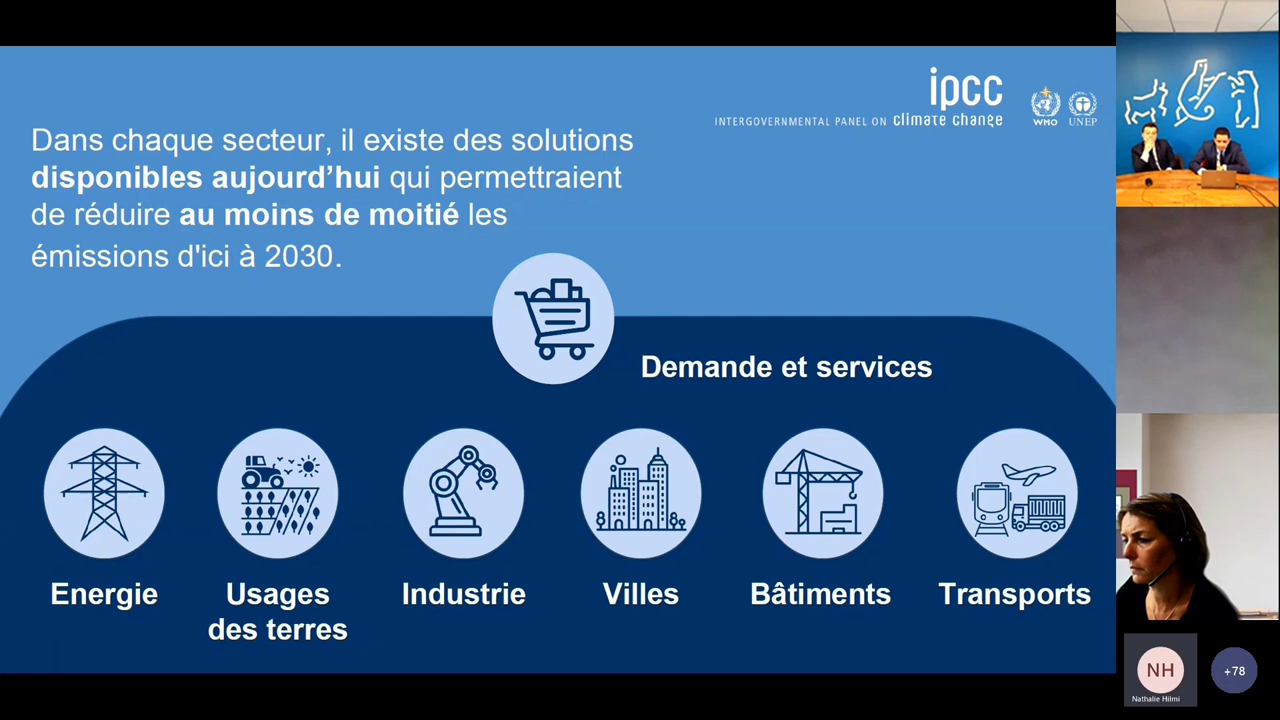 ipcc
INTERGOVERNMENTAL PANEL ON climate change
WMO
UNEP
Dans chaque secteur, il existe des solutions
disponibles aujourd’hui qui permettraient
de réduire au moins de moitié les
émissions d'ici à 2030.
Demande et services
Energie
Usages
des terres
Industrie
Villes
Bâtiments
Transports
NH
Nathalie Hilmi
+78